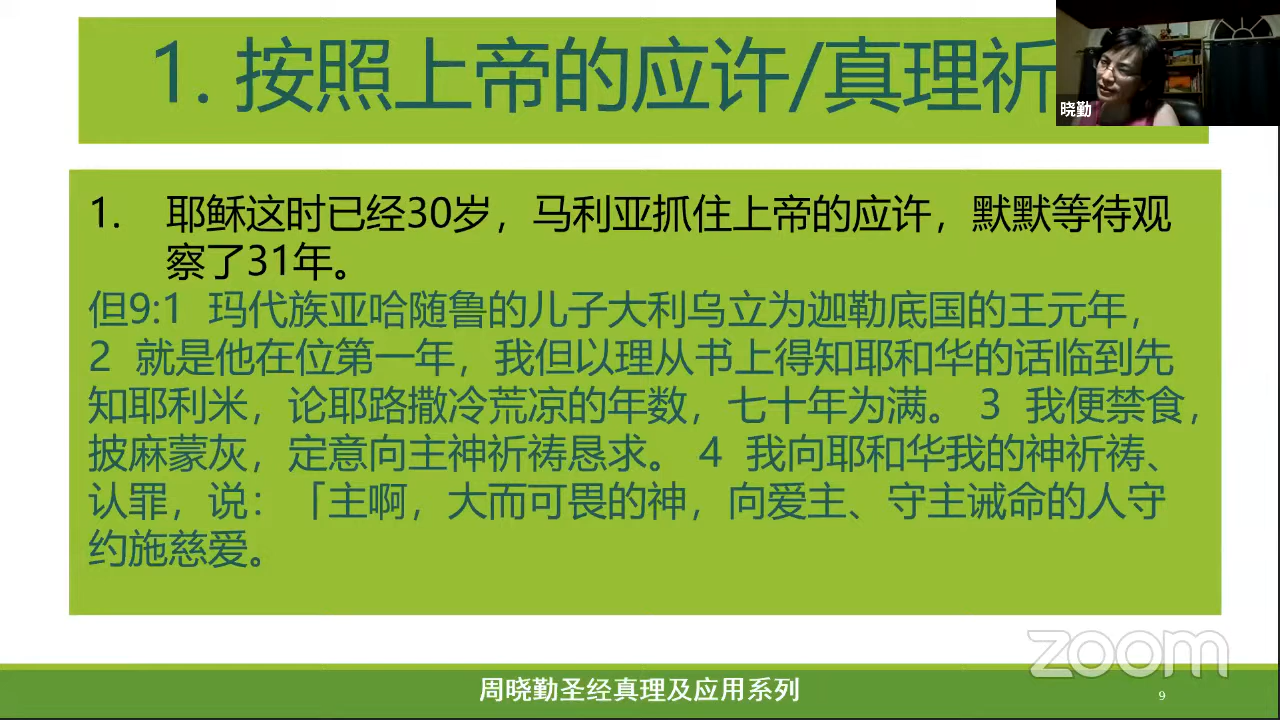 1. 按照上帝的应许/真理祈
晓勤
1. 耶稣这时已经30岁，马利亚抓住上帝的应许，默默等待观
察了31年。
但9:1 玛代族亚哈随鲁的儿子大利乌立为迦勒底国的王元年，
2 就是他在位第一年，我但以理从书上得知耶和华的话临到先
知耶利米，论耶路撒冷荒凉的年数，七十年为满。 3 我便禁食，
披麻蒙灰，定意向主神祈祷恳求。 4 我向耶和华我的神祈祷、
认罪，说：「主啊，大而可畏的神，向爱主、守主诫命的人守
约施慈爱。
zoom
周晓勤圣经真理及应用系列
9